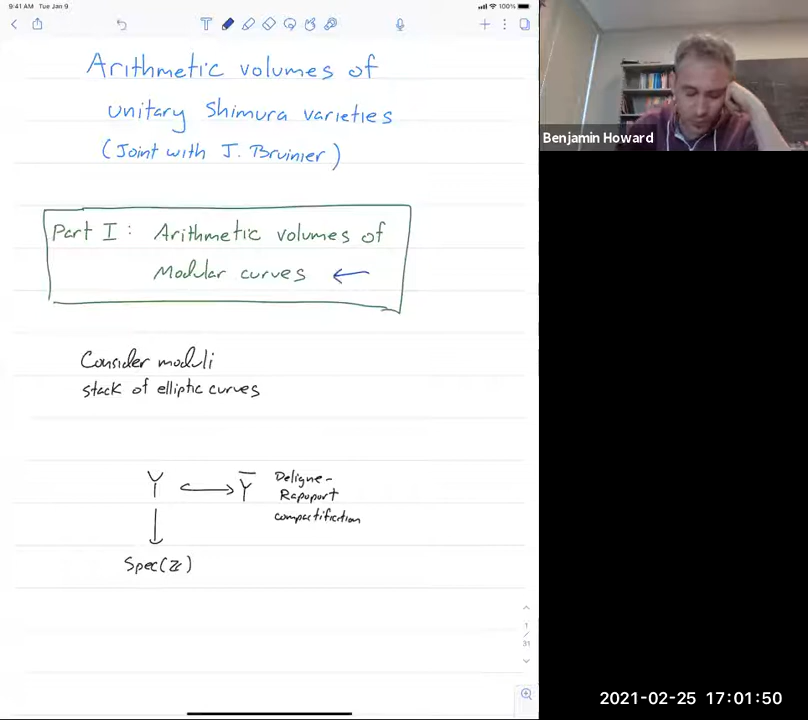 9:41 AM Tue Jan 9
100%
Arithmetic volumes of
unitary Shimura varieties
(Joint with J. Bruinier)
Part I: Arithmetic volumes of
Modular curves ←
Consider moduli
stack of elliptic curves
Y ↪ Ȳ Deligne-
Rapoport
compactification
↓
Spec(ℤ)
1
/
31
Benjamin Howard
2021-02-25 17:01:50